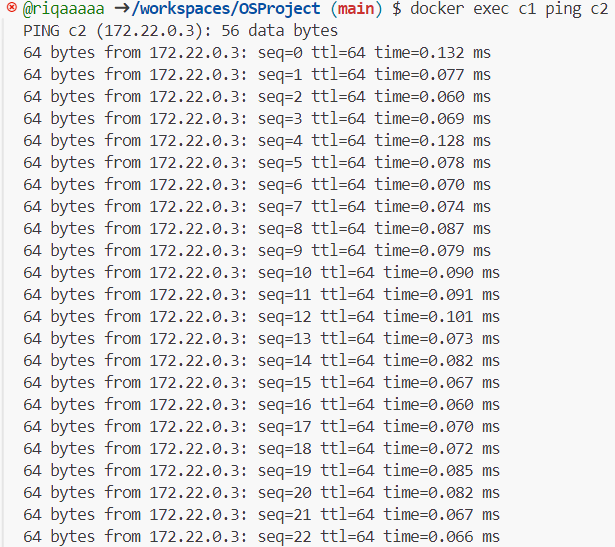 @riqaaaaa ➜/workspaces/OSProject (main) $ docker exec c1 ping c2
PING c2 (172.22.0.3): 56 data bytes
64 bytes from 172.22.0.3: seq=0 ttl=64 time=0.132 ms
64 bytes from 172.22.0.3: seq=1 ttl=64 time=0.077 ms
64 bytes from 172.22.0.3: seq=2 ttl=64 time=0.060 ms
64 bytes from 172.22.0.3: seq=3 ttl=64 time=0.069 ms
64 bytes from 172.22.0.3: seq=4 ttl=64 time=0.128 ms
64 bytes from 172.22.0.3: seq=5 ttl=64 time=0.078 ms
64 bytes from 172.22.0.3: seq=6 ttl=64 time=0.070 ms
64 bytes from 172.22.0.3: seq=7 ttl=64 time=0.074 ms
64 bytes from 172.22.0.3: seq=8 ttl=64 time=0.087 ms
64 bytes from 172.22.0.3: seq=9 ttl=64 time=0.079 ms
64 bytes from 172.22.0.3: seq=10 ttl=64 time=0.090 ms
64 bytes from 172.22.0.3: seq=11 ttl=64 time=0.091 ms
64 bytes from 172.22.0.3: seq=12 ttl=64 time=0.101 ms
64 bytes from 172.22.0.3: seq=13 ttl=64 time=0.073 ms
64 bytes from 172.22.0.3: seq=14 ttl=64 time=0.082 ms
64 bytes from 172.22.0.3: seq=15 ttl=64 time=0.067 ms
64 bytes from 172.22.0.3: seq=16 ttl=64 time=0.060 ms
64 bytes from 172.22.0.3: seq=17 ttl=64 time=0.070 ms
64 bytes from 172.22.0.3: seq=18 ttl=64 time=0.072 ms
64 bytes from 172.22.0.3: seq=19 ttl=64 time=0.085 ms
64 bytes from 172.22.0.3: seq=20 ttl=64 time=0.082 ms
64 bytes from 172.22.0.3: seq=21 ttl=64 time=0.067 ms
64 bytes from 172.22.0.3: seq=22 ttl=64 time=0.066 ms